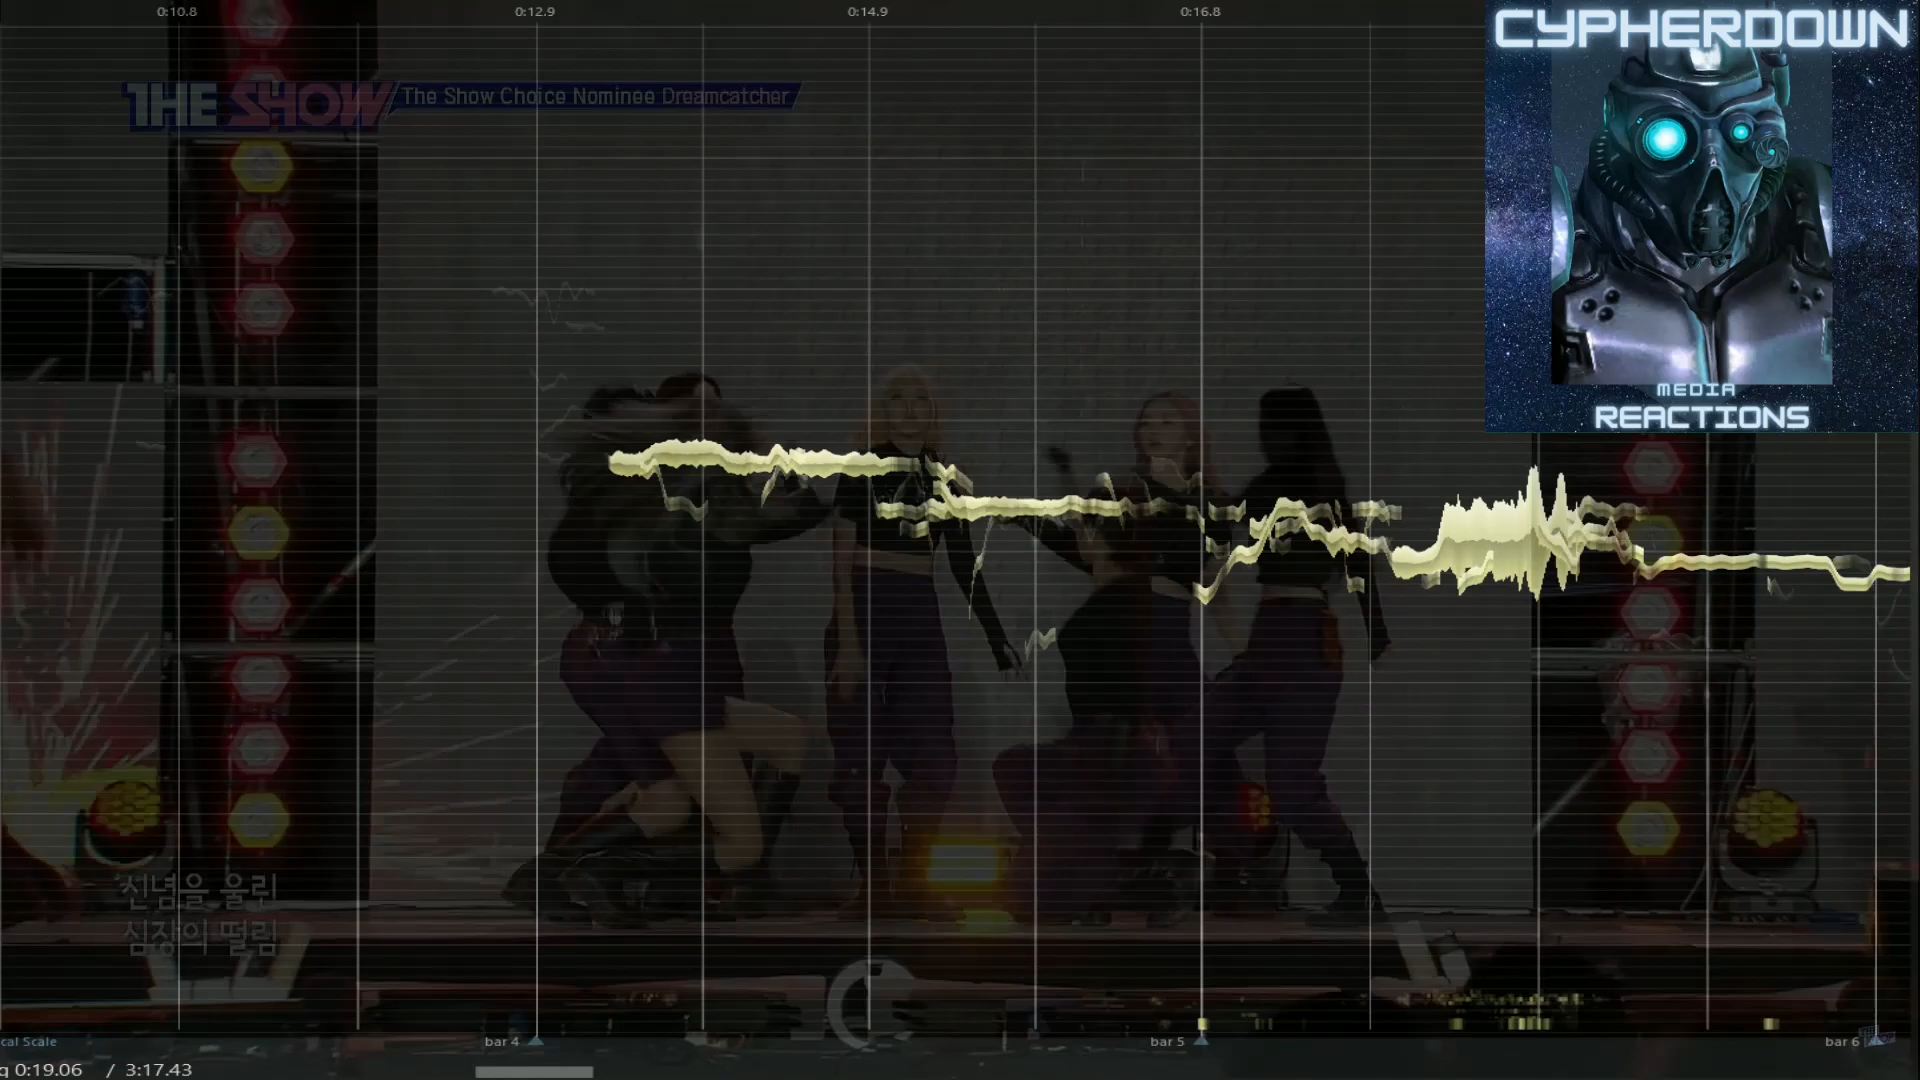 0:10.8
0:12.9
0:14.9
0:16.8
CYPHERDOWN
THE SHOW
The Show Choice Nominee Dreamcatcher
MEDIA
REACTIONS
전념을 울린
심장의 떨림
cal Scale
bar 4
bar 5
bar 6
g 0:19.06 / 3:17.43